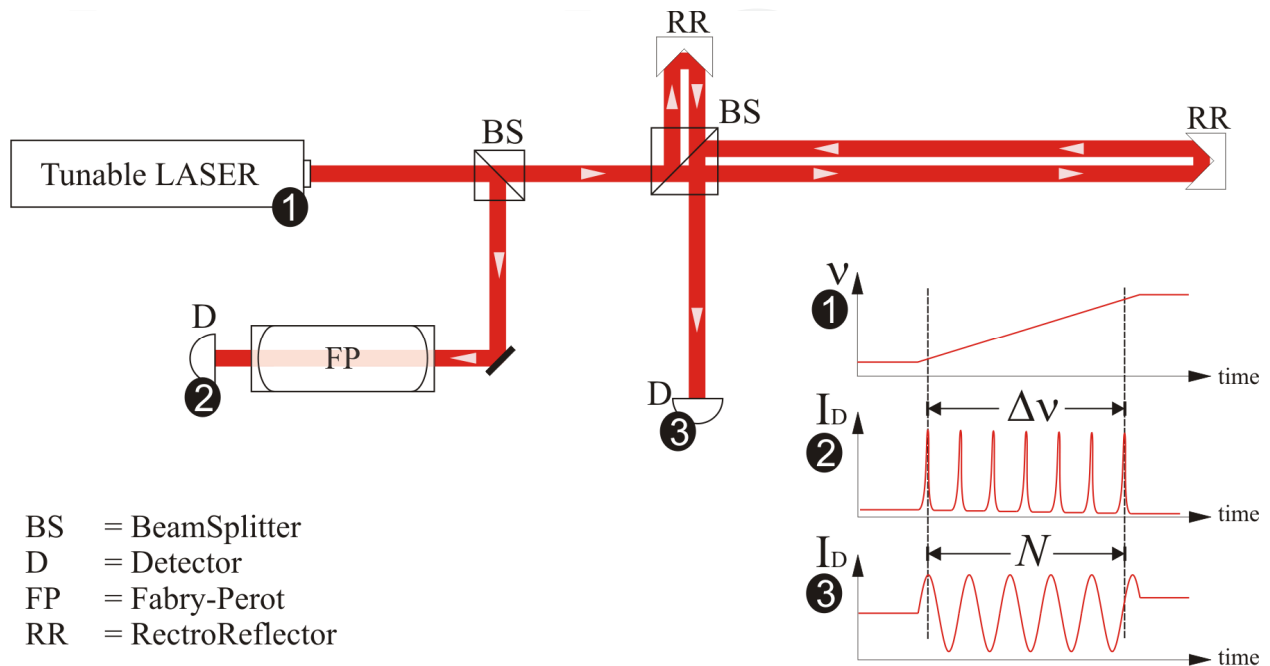 RR
BS
BS
RR
Tunable LASER
1
D
FP
2
D
3
ν
1
time
Δν
I_D
2
time
N
I_D
3
time
BS = BeamSplitter
D = Detector
FP = Fabry-Perot
RR = RectroReflector